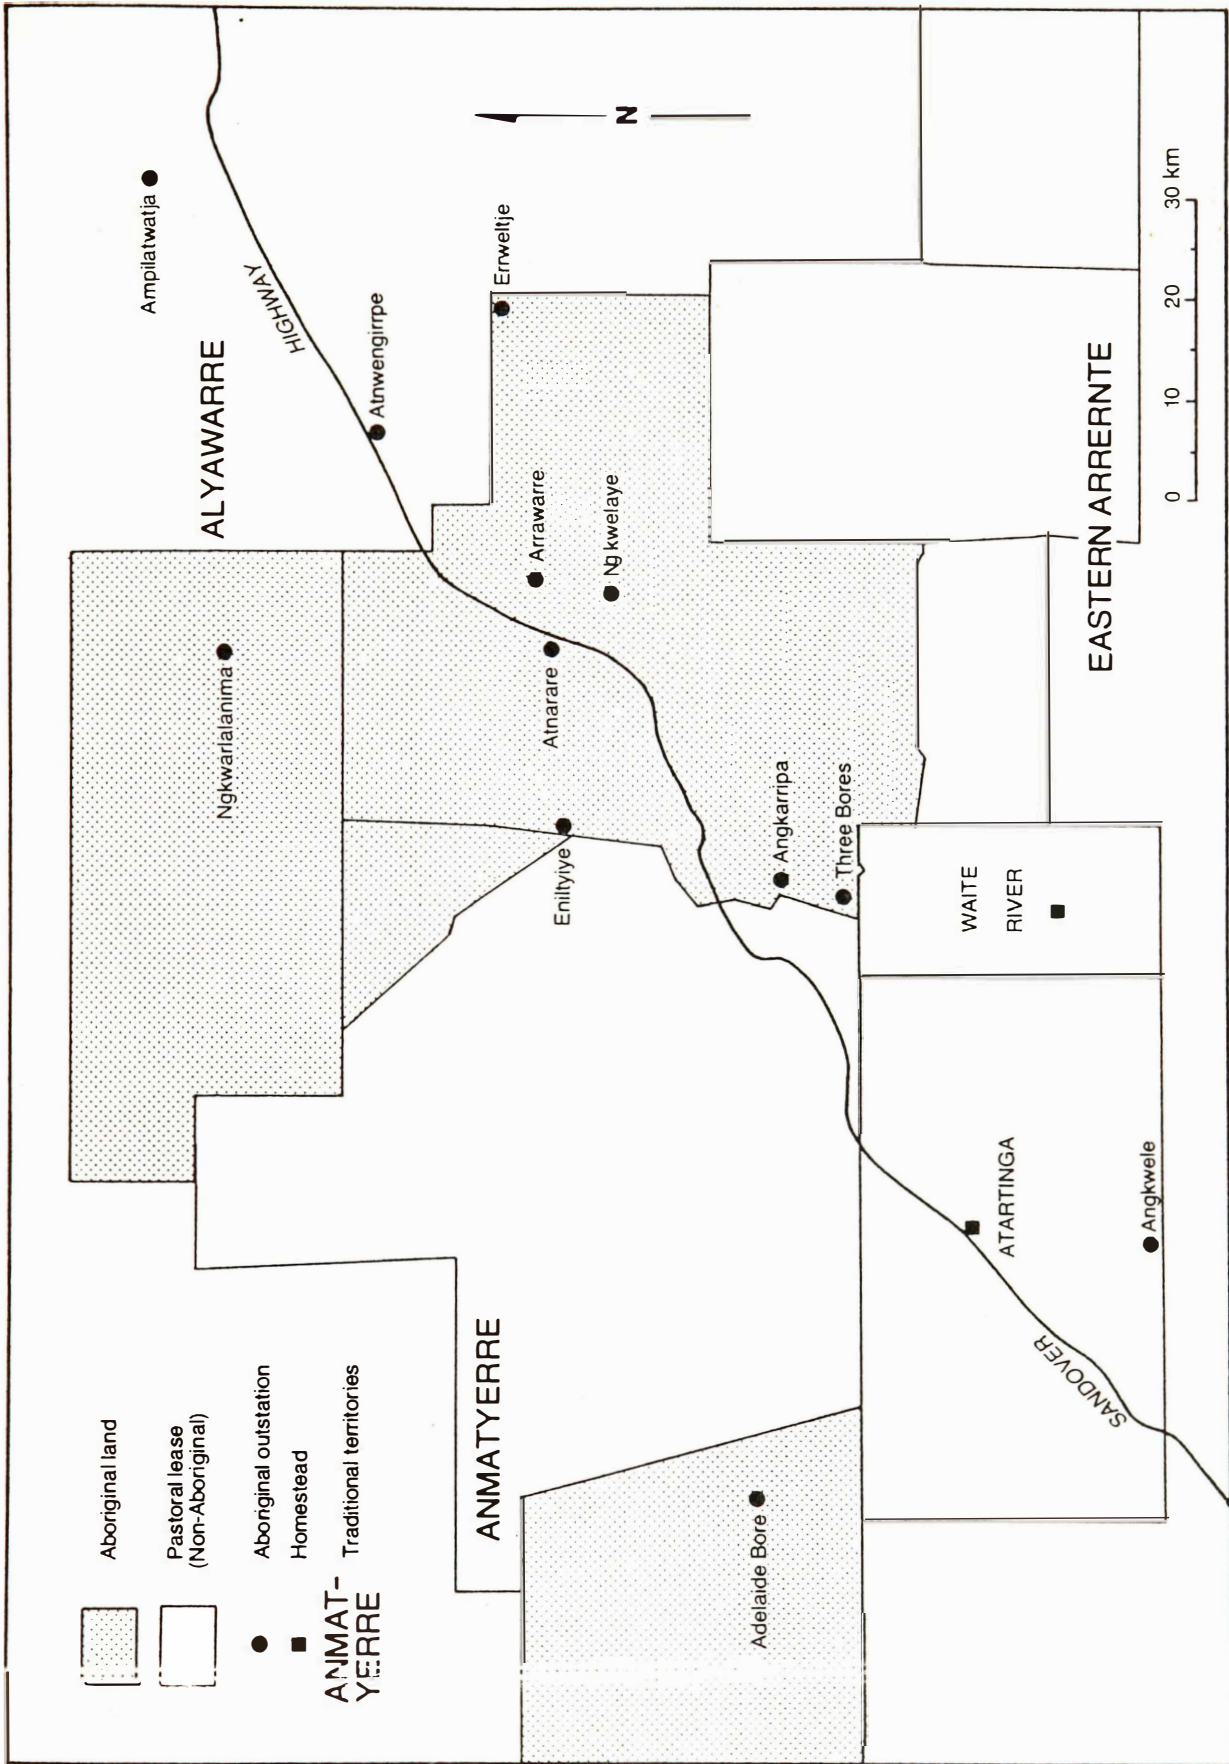 Aboriginal land
Pastoral lease
(Non-Aboriginal)
Aboriginal outstation
Homestead
ANMAT-
YERRE
Traditional territories
Ampilatwatja
ALYAWARRE
HIGHWAY
Ngkwarlalanima
Atnwengirrpe
N
Errweltje
Arrawarre
Atnarare
Ngkwelaye
Eniltyiye
ANMATYERRE
Angkarripa
Three Bores
Adelaide Bore
WAITE
RIVER
ATARTINGA
SANDOVER
Angkwele
EASTERN ARRERNTE
0 10 20 30 km